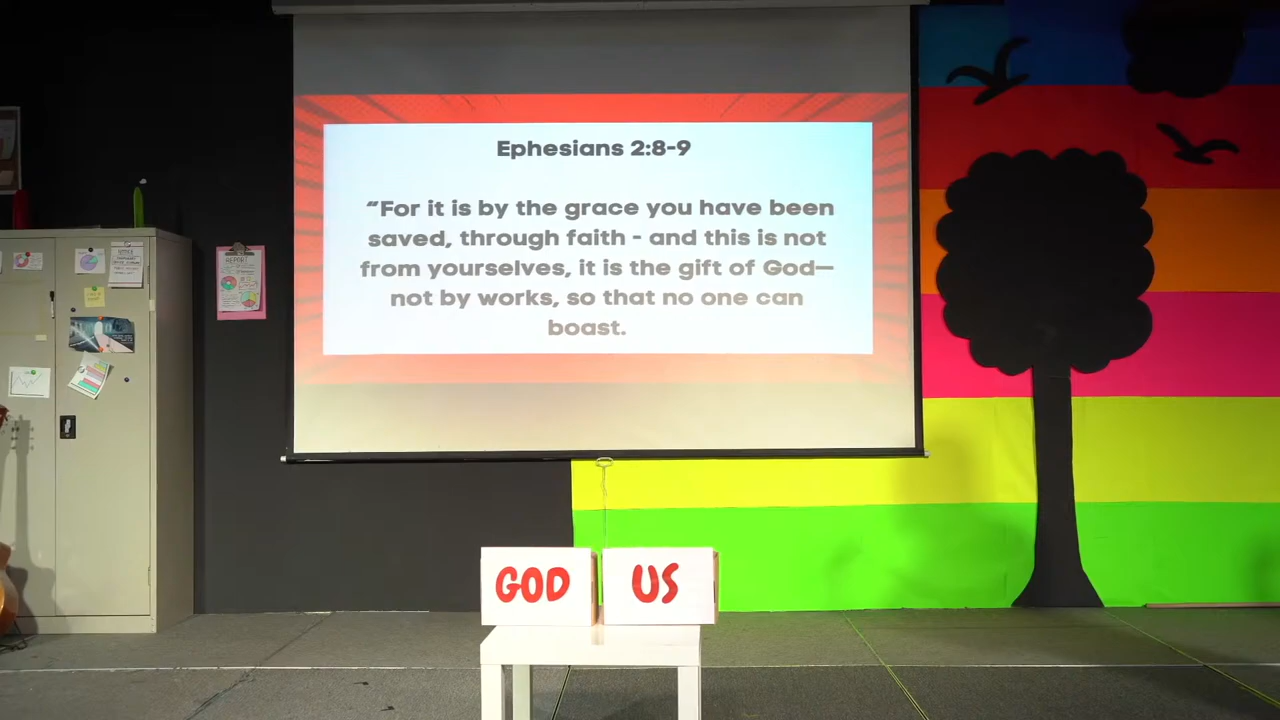 Ephesians 2:8-9
“For it is by the grace you have been
saved, through faith - and this is not
from yourselves, it is the gift of God—
not by works, so that no one can
boast.
REPORT
GOD
US